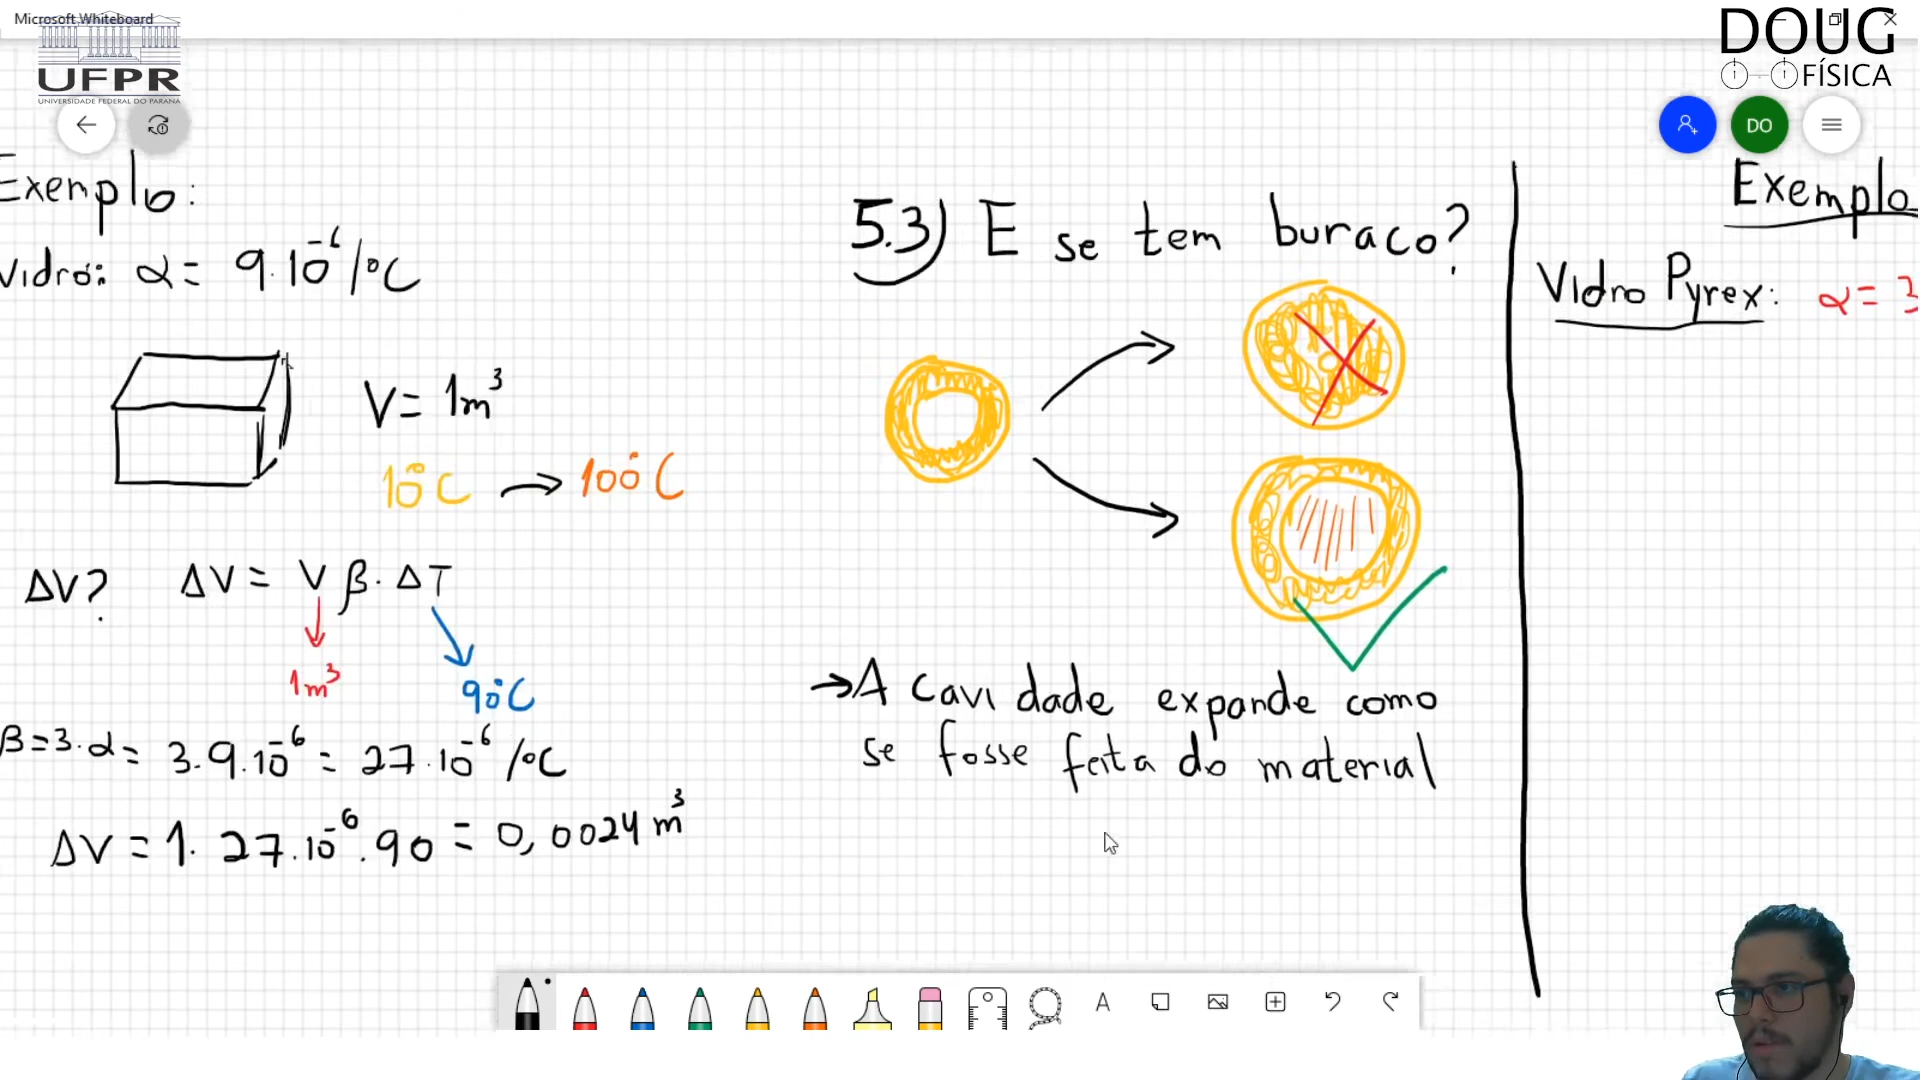 Microsoft Whiteboard
UFPR
UNIVERSIDADE FEDERAL DO PARANÁ
DOUG
FÍSICA
DO
Exemplo:
Vidro: α = 9.10⁻⁶/°C
V = 1m³
10°C → 100°C
ΔV? ΔV = V β . ΔT
1m³
90°C
β = 3.α = 3.9.10⁻⁶ = 27.10⁻⁶ /°C
ΔV = 1. 27.10⁻⁶.90 = 0,0024 m³
5.3) E se tem buraco?
→ A cavidade expande como
se fosse feita do material
Exemplo
Vidro Pyrex: α = 3
A